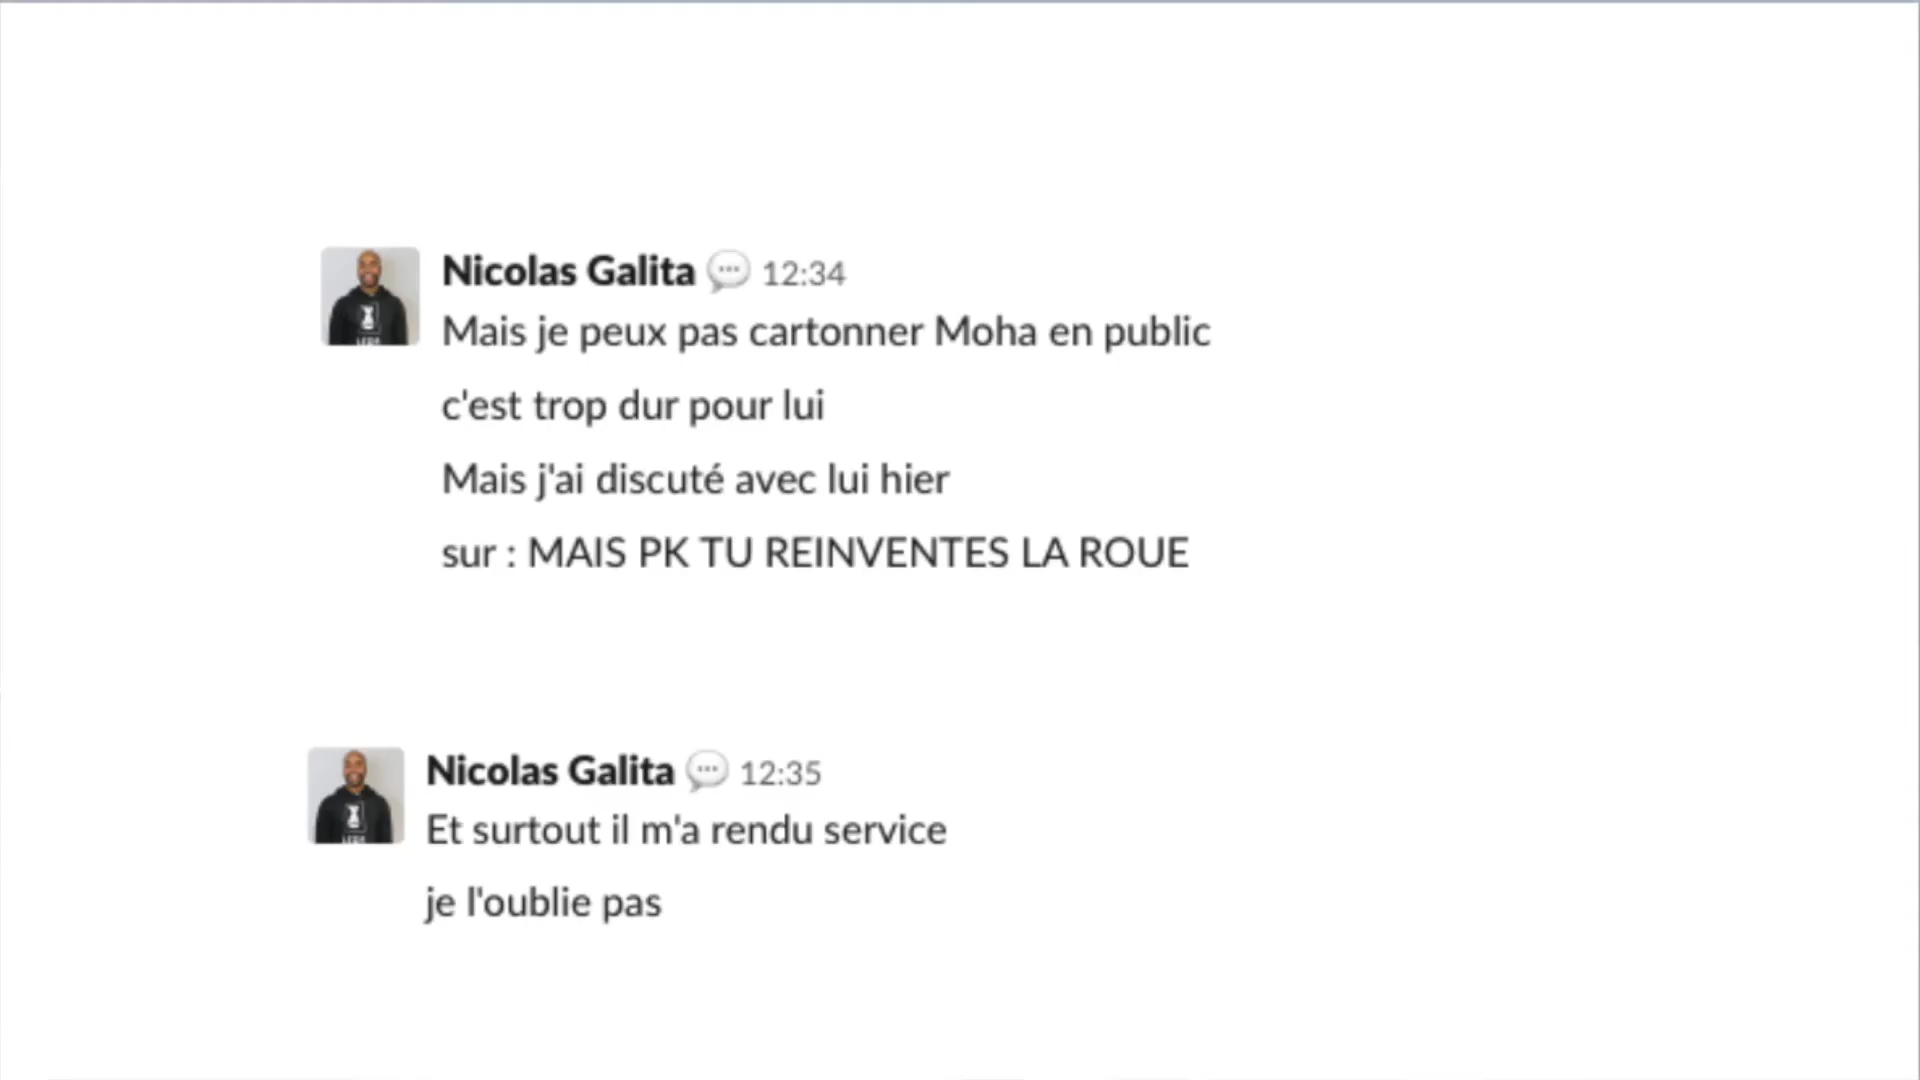 Nicolas Galita 12:34
Mais je peux pas cartonner Moha en public
c'est trop dur pour lui
Mais j'ai discuté avec lui hier
sur : MAIS PK TU REINVENTES LA ROUE
Nicolas Galita 12:35
Et surtout il m'a rendu service
je l'oublie pas